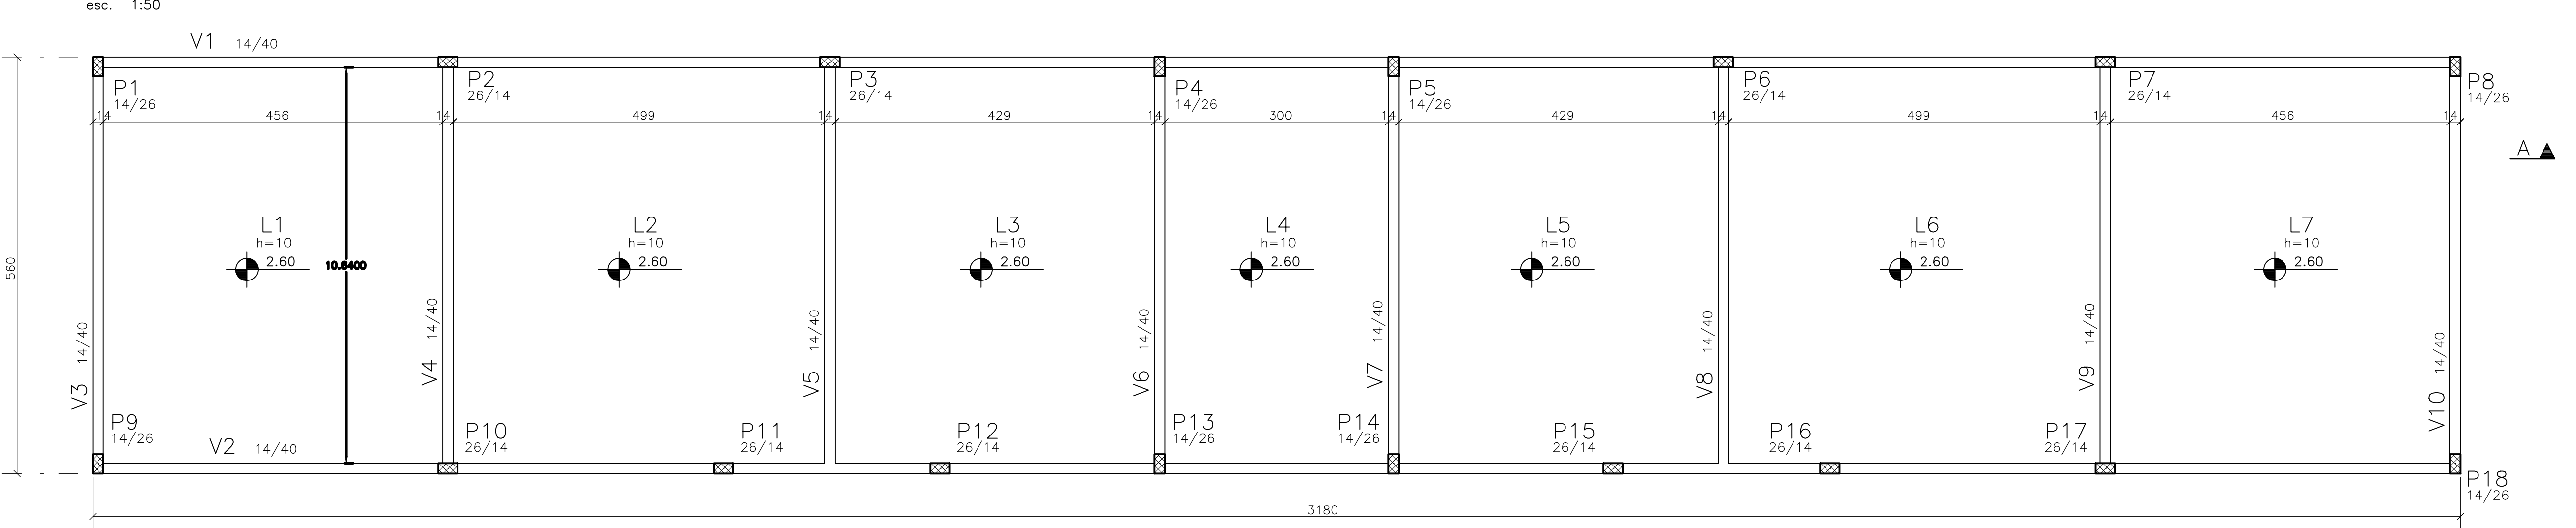 esc. 1:50
V1 14/40
P1
14/26
P2
26/14
P3
26/14
P4
14/26
P5
14/26
P6
26/14
P7
26/14
P8
14/26
14 456 14 499 14 429 14 300 14 429 14 499 14 456 14
A
L1
h=10
2.60
L2
h=10
2.60
L3
h=10
2.60
L4
h=10
2.60
L5
h=10
2.60
L6
h=10
2.60
L7
h=10
2.60
560
10.6400
V3 14/40
V4 14/40
V5 14/40
V6 14/40
V7 14/40
V8 14/40
V9 14/40
V10 14/40
P9
14/26
V2 14/40
P10
26/14
P11
26/14
P12
26/14
P13
14/26
P14
14/26
P15
26/14
P16
26/14
P17
26/14
P18
14/26
3180